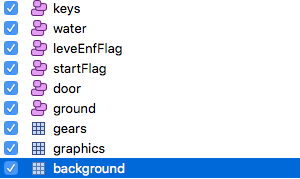 keys
water
leveEnfFlag
startFlag
door
ground
gears
graphics
background